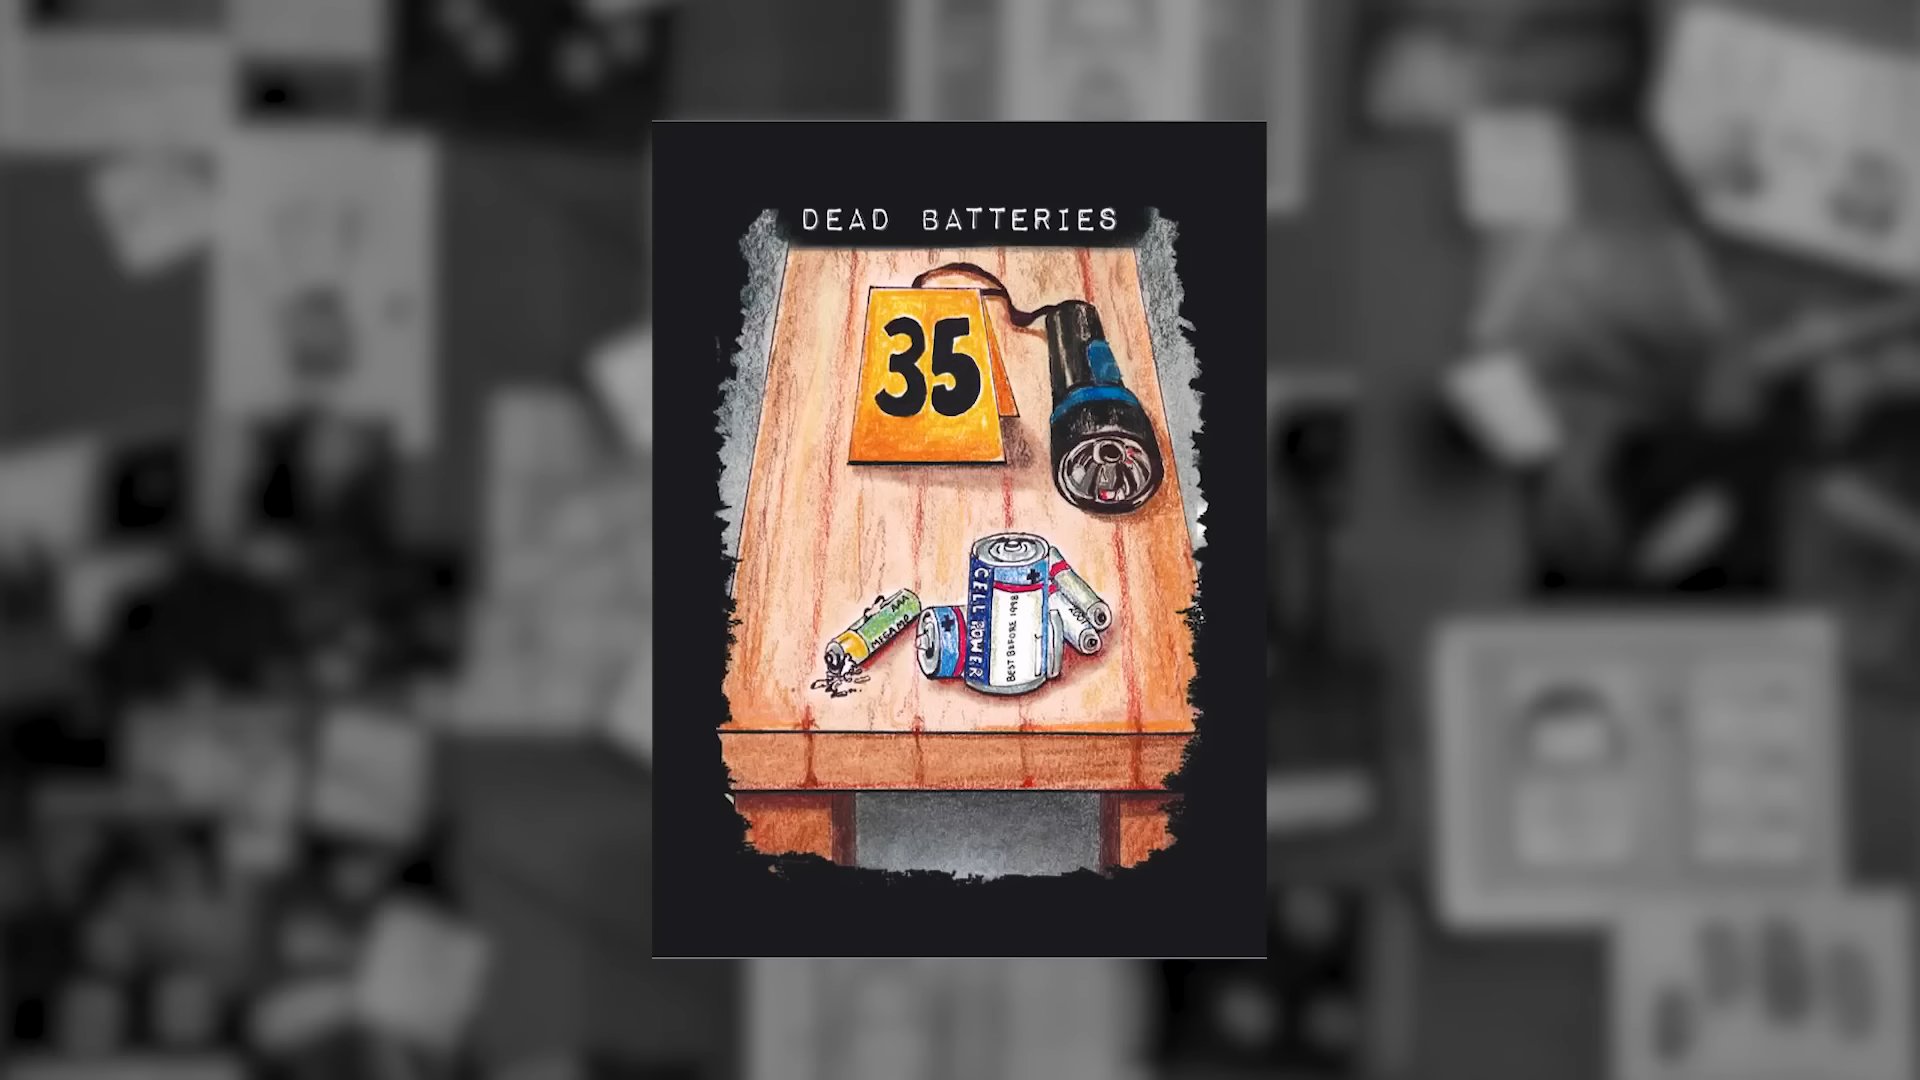 DEAD BATTERIES
35
CELL POWER
BEST BEFORE 1998
AAA
MEGAMP